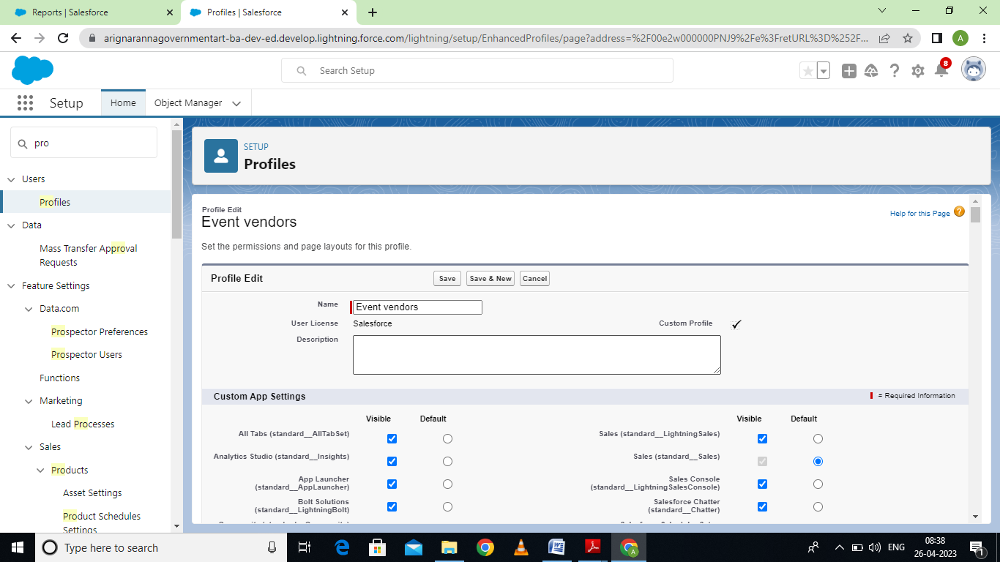 Reports | Salesforce
Profiles | Salesforce
arignarannagovernmentart-ba-dev-ed.develop.lightning.force.com/lightning/setup/EnhancedProfiles/page?address=%2F00e2w000000PNJ9%2Fe%3FretURL%3D%252F...
A
Search Setup
8
Setup
Home
Object Manager
pro
Users
Profiles
Data
Mass Transfer Approval
Requests
Feature Settings
Data.com
Prospector Preferences
Prospector Users
Functions
Marketing
Lead Processes
Sales
Products
Asset Settings
Product Schedules
Settings
SETUP
Profiles
Profile Edit
Event vendors
Help for this Page ?
Set the permissions and page layouts for this profile.
Profile Edit
Save
Save & New
Cancel
Name
Event vendors
User License
Salesforce
Custom Profile
Description
Custom App Settings
= Required Information
Visible Default
Visible Default
All Tabs (standard__AllTabSet)
Sales (standard__LightningSales)
Analytics Studio (standard__Insights)
Sales (standard__Sales)
App Launcher
(standard__AppLauncher)
Sales Console
(standard__LightningSalesConsole)
Bolt Solutions
(standard__LightningBolt)
Salesforce Chatter
(standard__Chatter)
Type here to search
ENG
08:38
26-04-2023
1